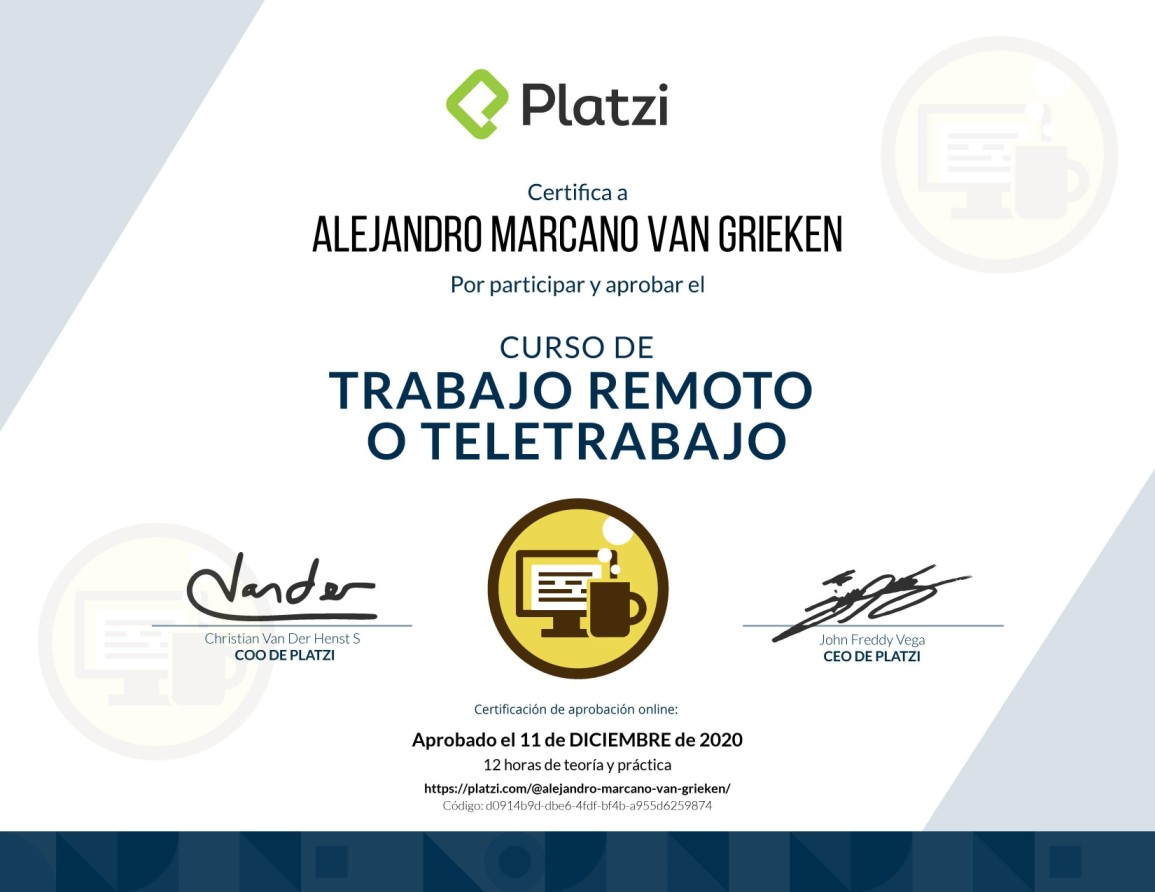 Platzi
Certifica a
ALEJANDRO MARCANO VAN GRIEKEN
Por participar y aprobar el
CURSO DE
TRABAJO REMOTO
O TELETRABAJO
Vander
Christian Van Der Henst S
COO DE PLATZI
John Freddy Vega
CEO DE PLATZI
Certificación de aprobación online:
Aprobado el 11 de DICIEMBRE de 2020
12 horas de teoría y práctica
https://platzi.com/@alejandro-marcano-van-grieken/
Código: d0914b9d-dbe6-4fdf-bf4b-a955d6259874